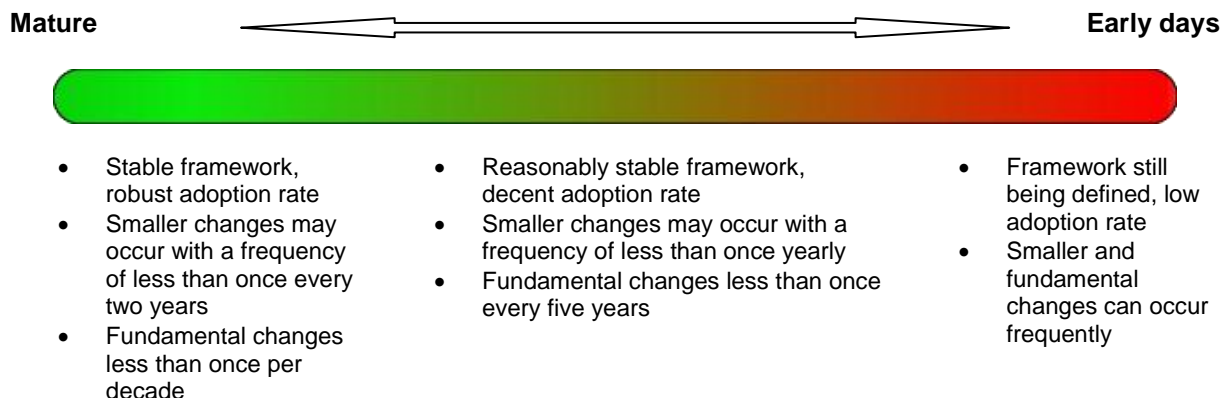 Mature
Early days
• Stable framework,
robust adoption rate
• Smaller changes may
occur with a frequency
of less than once every
two years
• Fundamental changes
less than once per
decade
• Reasonably stable framework,
decent adoption rate
• Smaller changes may occur with a
frequency of less than once yearly
• Fundamental changes less than once
every five years
• Framework still
being defined, low
adoption rate
• Smaller and
fundamental
changes can occur
frequently